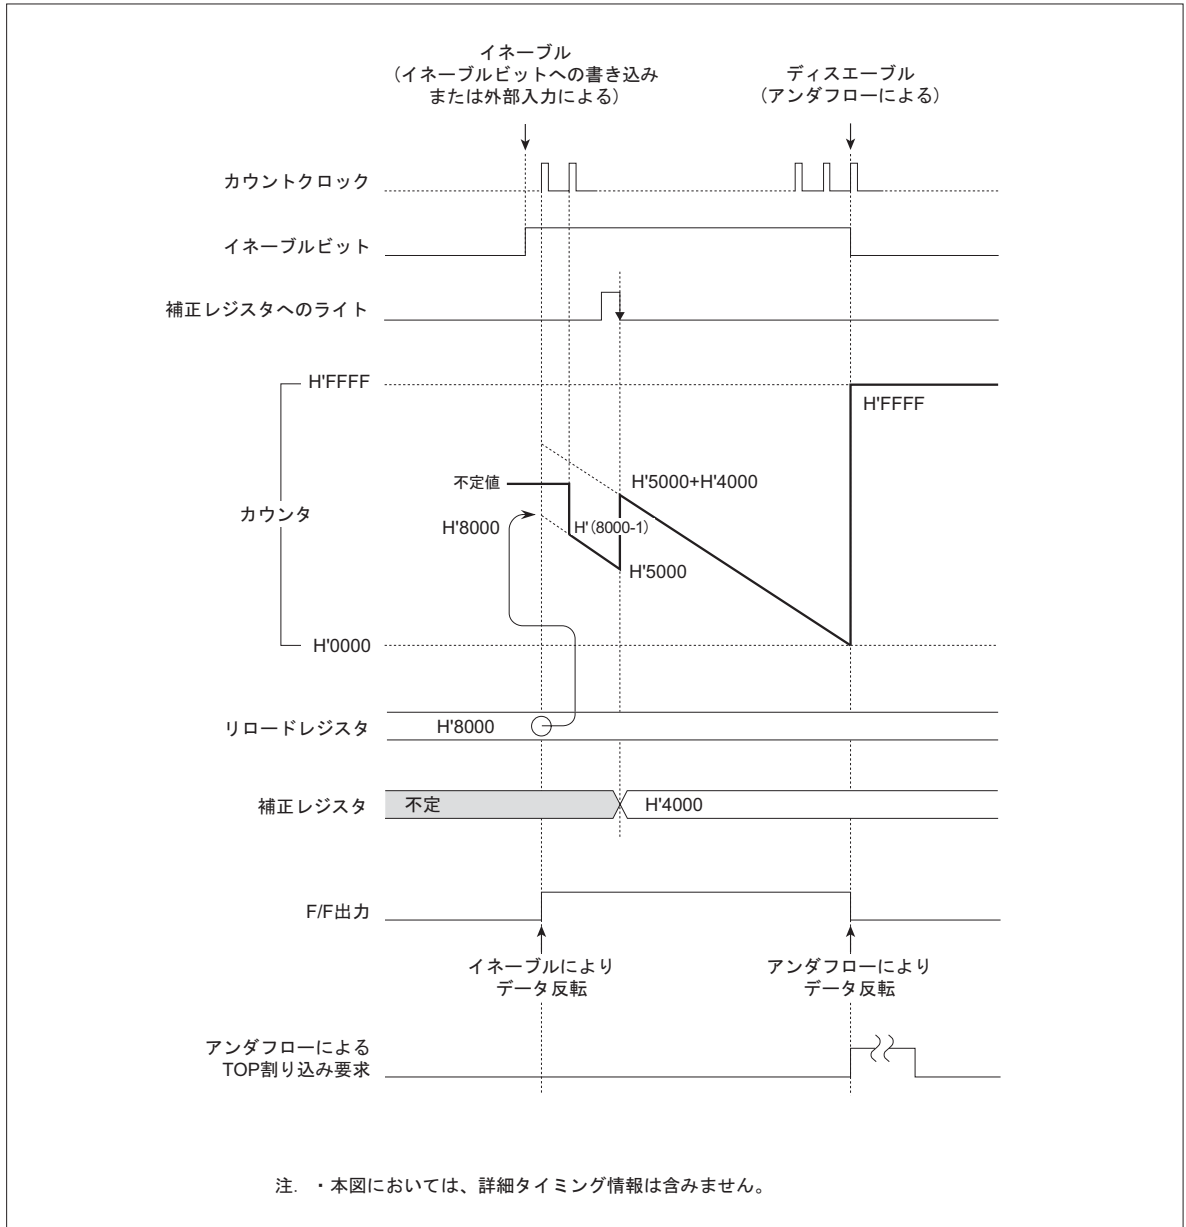 イネーブル
(イネーブルビットへの書き込み
または外部入力による)
ディスエーブル
(アンダフローによる)
カウントクロック
イネーブルビット
補正レジスタへのライト
H'FFFF
H'FFFF
不定値
H'5000+H'4000
カウンタ
H'8000
H'(8000-1)
H'5000
H'0000
リロードレジスタ
H'8000
補正レジスタ
不定
H'4000
F/F出力
イネーブルにより
データ反転
アンダフローにより
データ反転
アンダフローによる
TOP割り込み要求
注. ・本図においては、詳細タイミング情報は含みません。